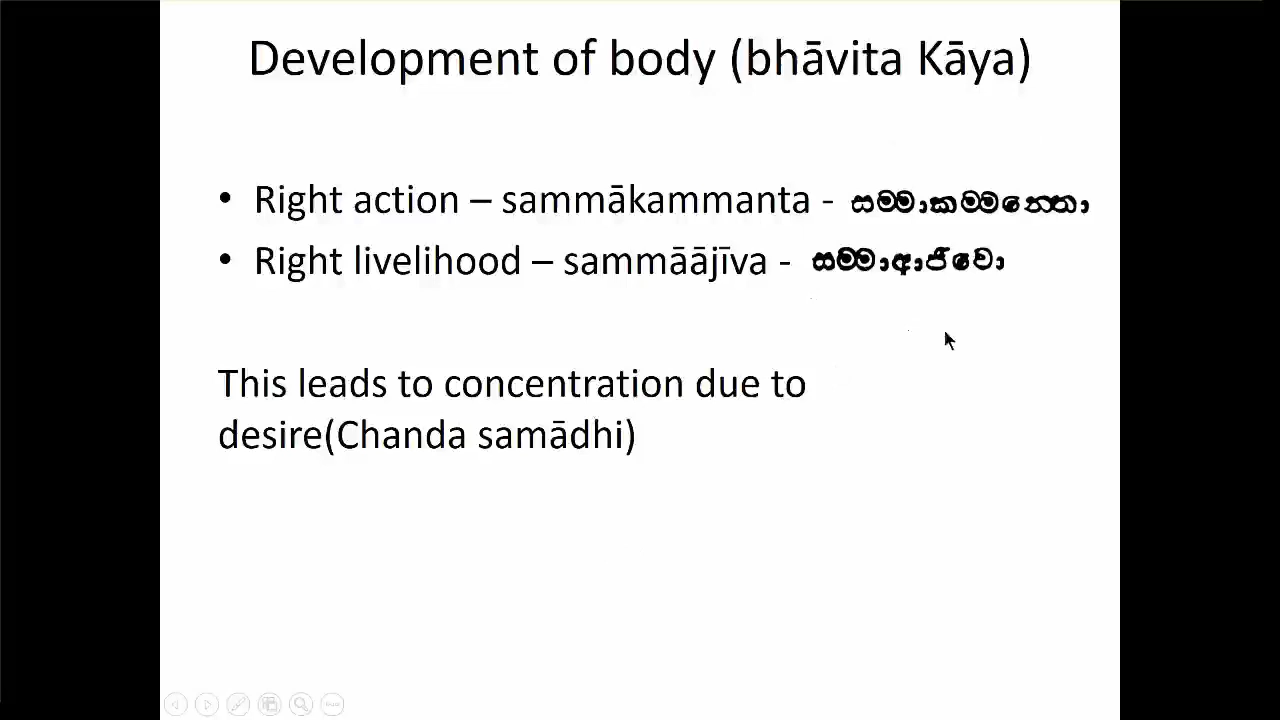 Development of body (bhāvita Kāya)
• Right action – sammākammanta - සම්මාකම්මන්තො
• Right livelihood – sammāājīva - සම්මාආජීවො
This leads to concentration due to
desire(Chanda samādhi)